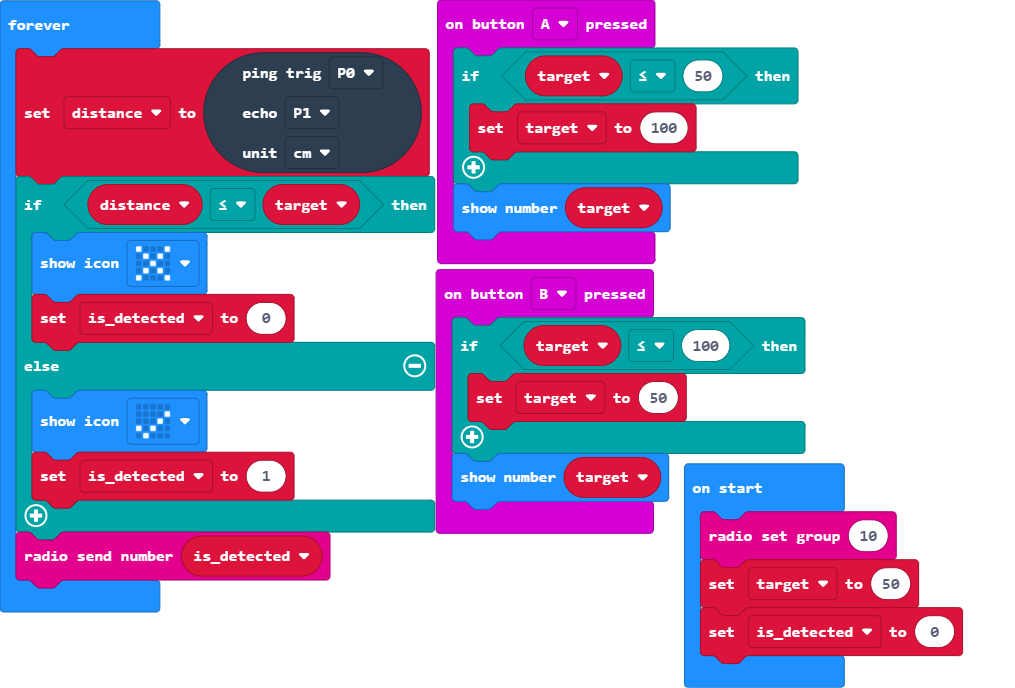 forever
set distance to ping trig P0
echo P1
unit cm
if distance ≤ target then
show icon
set is_detected to 0
else
show icon
set is_detected to 1
radio send number is_detected
on button A pressed
if target ≤ 50 then
set target to 100
show number target
on button B pressed
if target ≤ 100 then
set target to 50
show number target
on start
radio set group 10
set target to 50
set is_detected to 0